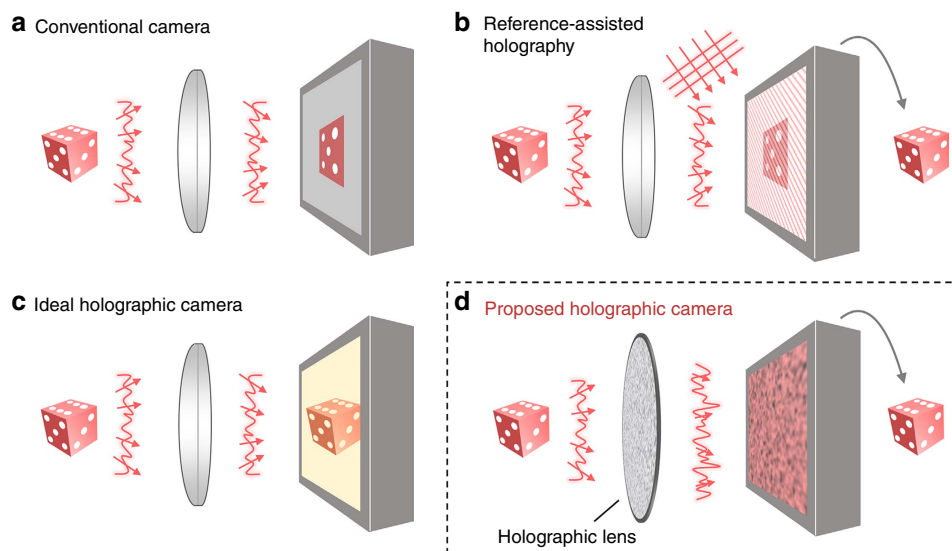 a Conventional camera
b Reference-assisted
holography
c Ideal holographic camera
d Proposed holographic camera
Holographic lens